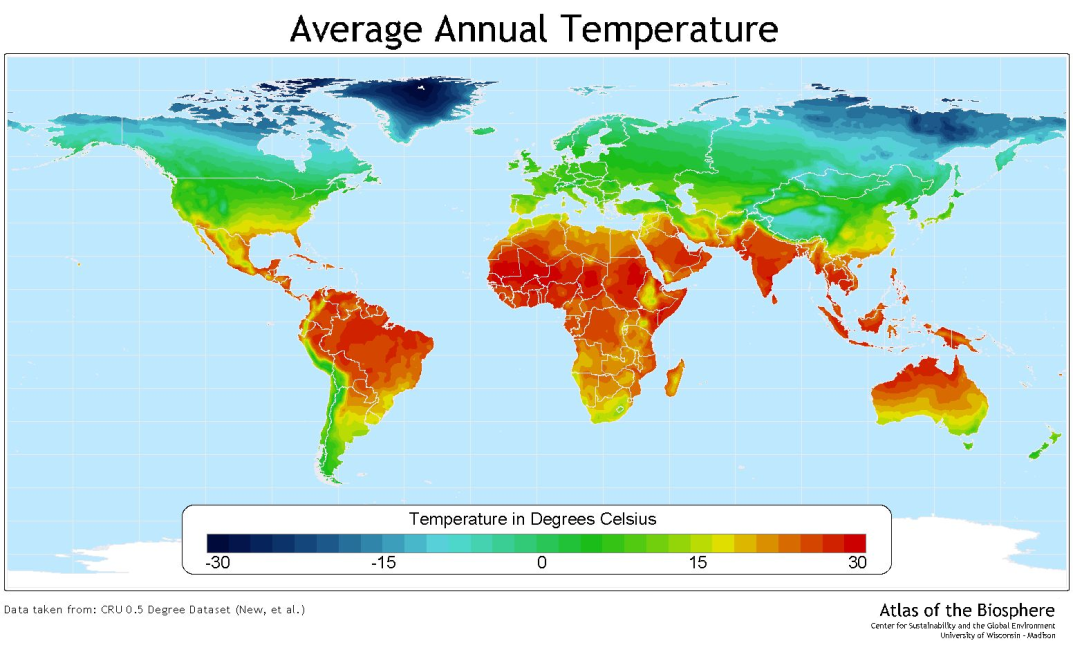 Average Annual Temperature
Temperature in Degrees Celsius
-30 -15 0 15 30
Data taken from: CRU 0.5 Degree Dataset (New, et al.)
Atlas of the Biosphere
Center for Sustainability and the Global Environment
University of Wisconsin - Madison